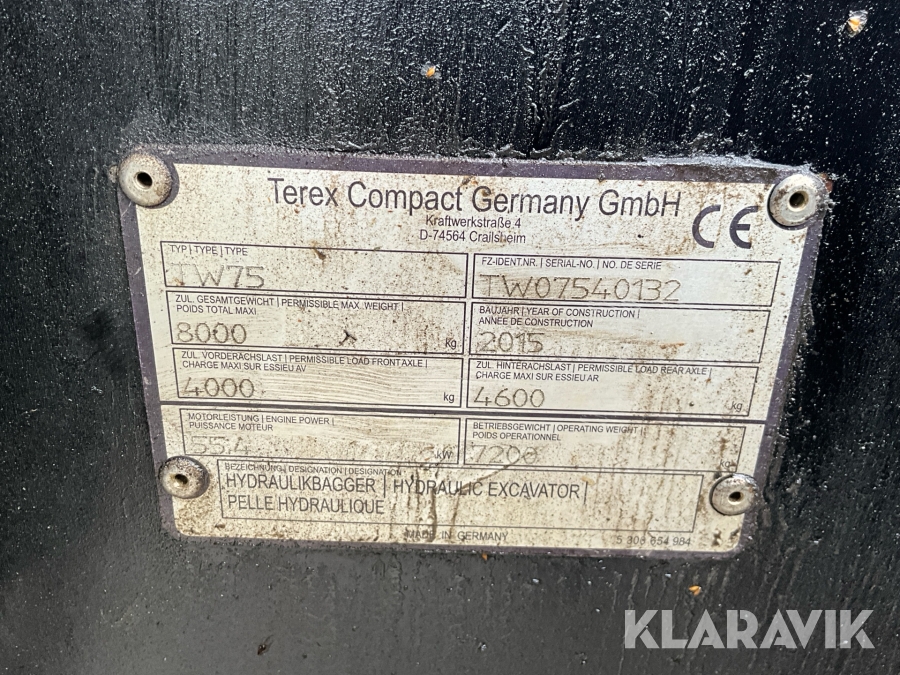 Terex Compact Germany GmbH
Kraftwerkstraße 4
D-74564 Crailsheim
CE
TYP | TYPE | TYPE
TW75
FZ-IDENT.NR. | SERIAL-NO. | NO. DE SERIE
TW07540132
ZUL. GESAMTGEWICHT | PERMISSIBLE MAX. WEIGHT |
POIDS TOTAL MAXI
8000 kg
BAUJAHR | YEAR OF CONSTRUCTION |
ANNÉE DE CONSTRUCTION
2015
ZUL. VORDERACHSLAST | PERMISSIBLE LOAD FRONT AXLE |
CHARGE MAXI SUR ESSIEU AV
4000 kg
ZUL. HINTERACHSLAST | PERMISSIBLE LOAD REAR AXLE |
CHARGE MAXI SUR ESSIEU AR
4600 kg
MOTORLEISTUNG | ENGINE POWER |
PUISSANCE MOTEUR
55.4 kW
BETRIEBSGEWICHT | OPERATING WEIGHT |
POIDS OPERATIONNEL
7200
BEZEICHNUNG | DESIGNATION | DESIGNATION
HYDRAULIKBAGGER | HYDRAULIC EXCAVATOR |
PELLE HYDRAULIQUE
MADE IN GERMANY
5 908 654 984
KLARAVIK